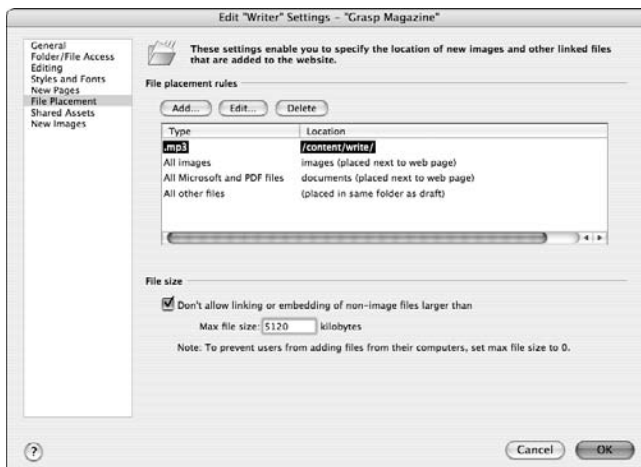 Edit "Writer" Settings – "Grasp Magazine"
General
Folder/File Access
Editing
Styles and Fonts
New Pages
File Placement
Shared Assets
New Images
These settings enable you to specify the location of new images and other linked files
that are added to the website.
File placement rules
Add... Edit... Delete
Type Location
.mp3 /content/write/
All images images (placed next to web page)
All Microsoft and PDF files documents (placed next to web page)
All other files (placed in same folder as draft)
File size
Don't allow linking or embedding of non-image files larger than
Max file size: 5120 kilobytes
Note: To prevent users from adding files from their computers, set max file size to 0.
? Cancel OK